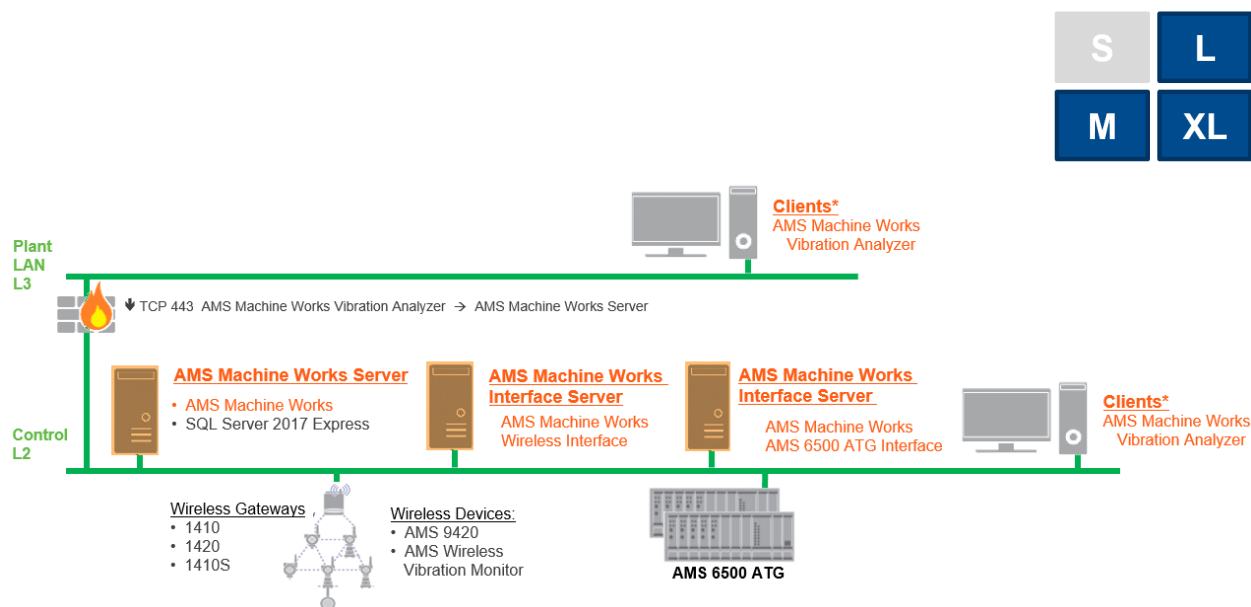 S
L
M
XL
Clients*
AMS Machine Works
Vibration Analyzer
Plant
LAN
L3
TCP 443 AMS Machine Works Vibration Analyzer → AMS Machine Works Server
AMS Machine Works Server
• AMS Machine Works
• SQL Server 2017 Express
AMS Machine Works
Interface Server
AMS Machine Works
Wireless Interface
AMS Machine Works
Interface Server
AMS Machine Works
AMS 6500 ATG Interface
Clients*
AMS Machine Works
Vibration Analyzer
Control
L2
Wireless Gateways
• 1410
• 1420
• 1410S
Wireless Devices:
• AMS 9420
• AMS Wireless
Vibration Monitor
AMS 6500 ATG